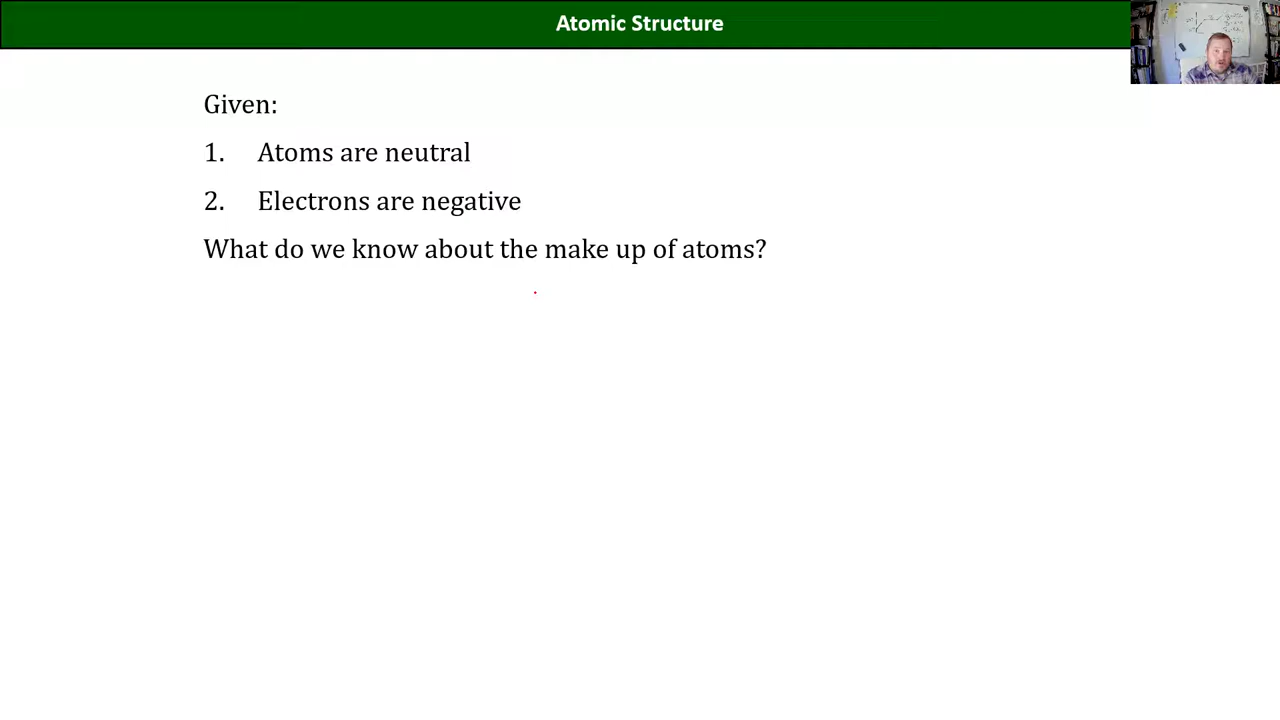 Atomic Structure
Given:
1. Atoms are neutral
2. Electrons are negative
What do we know about the make up of atoms?